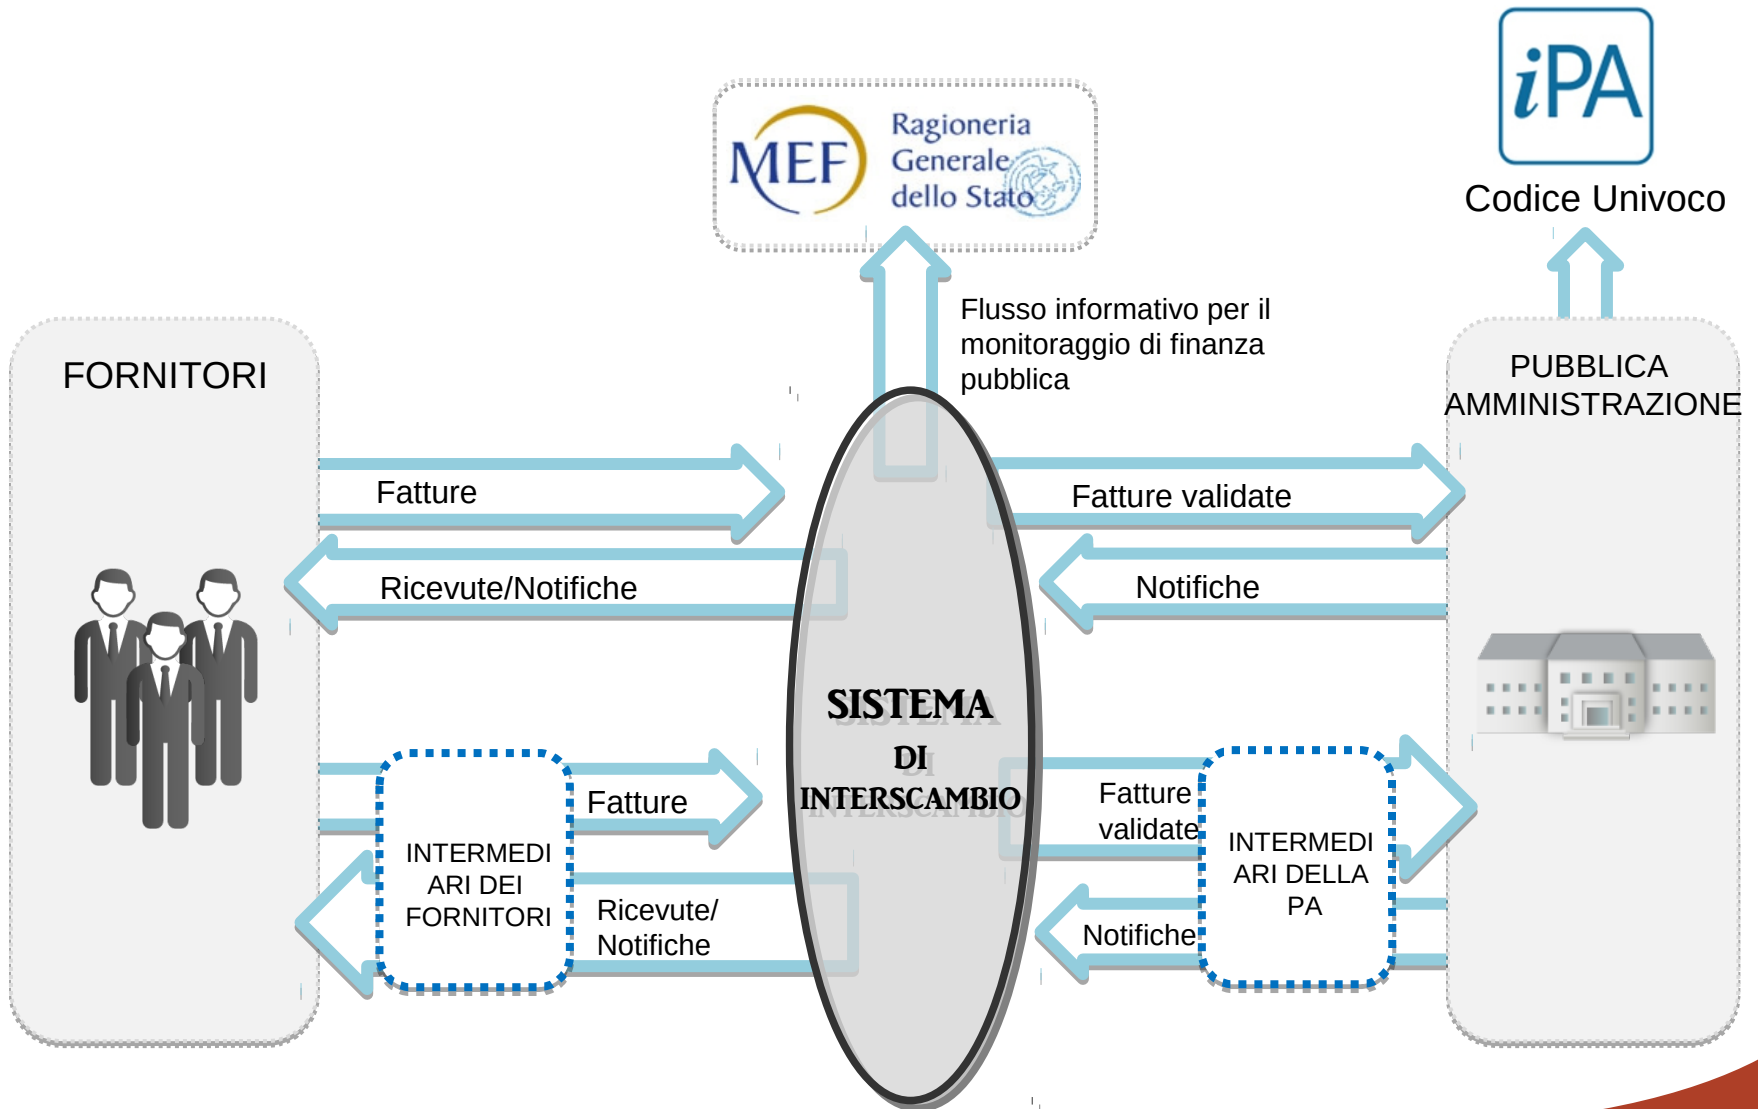 iPA
Codice Univoco
MEF
Ragioneria
Generale
dello Stato
Flusso informativo per il
monitoraggio di finanza
pubblica
FORNITORI
PUBBLICA
AMMINISTRAZIONE
Fatture
Fatture validate
Ricevute/Notifiche
Notifiche
SISTEMA
DI
INTERSCAMBIO
Fatture
INTERMEDI
ARI DEI
FORNITORI
Ricevute/
Notifiche
Fatture
validate
INTERMEDI
ARI DELLA
PA
Notifiche